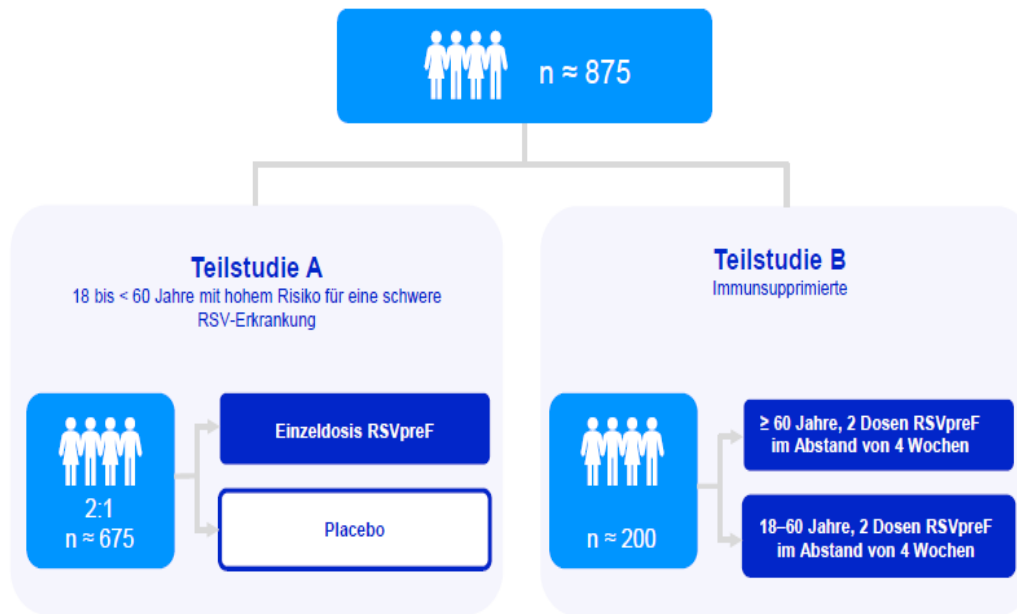 n ≈ 875
Teilstudie A
18 bis < 60 Jahre mit hohem Risiko für eine schwere
RSV-Erkrankung
2:1
n ≈ 675
Einzeldosis RSVpreF
Placebo
Teilstudie B
Immunsupprimierte
n ≈ 200
≥ 60 Jahre, 2 Dosen RSVpreF
im Abstand von 4 Wochen
18–60 Jahre, 2 Dosen RSVpreF
im Abstand von 4 Wochen